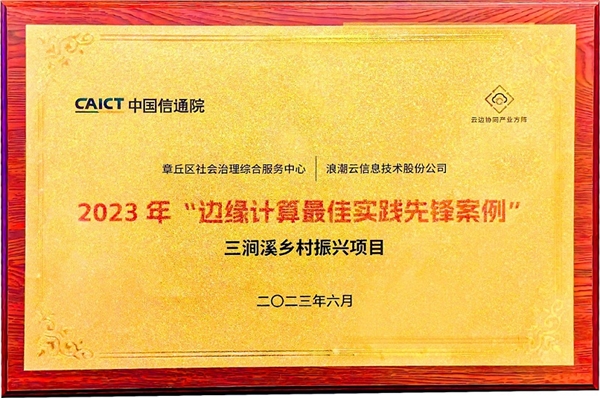 CAICT 中国信通院
云边协同产业方阵
章丘区社会治理综合服务中心 | 浪潮云信息技术股份公司
2023 年“边缘计算最佳实践先锋案例”
三涧溪乡村振兴项目
二〇二三年六月